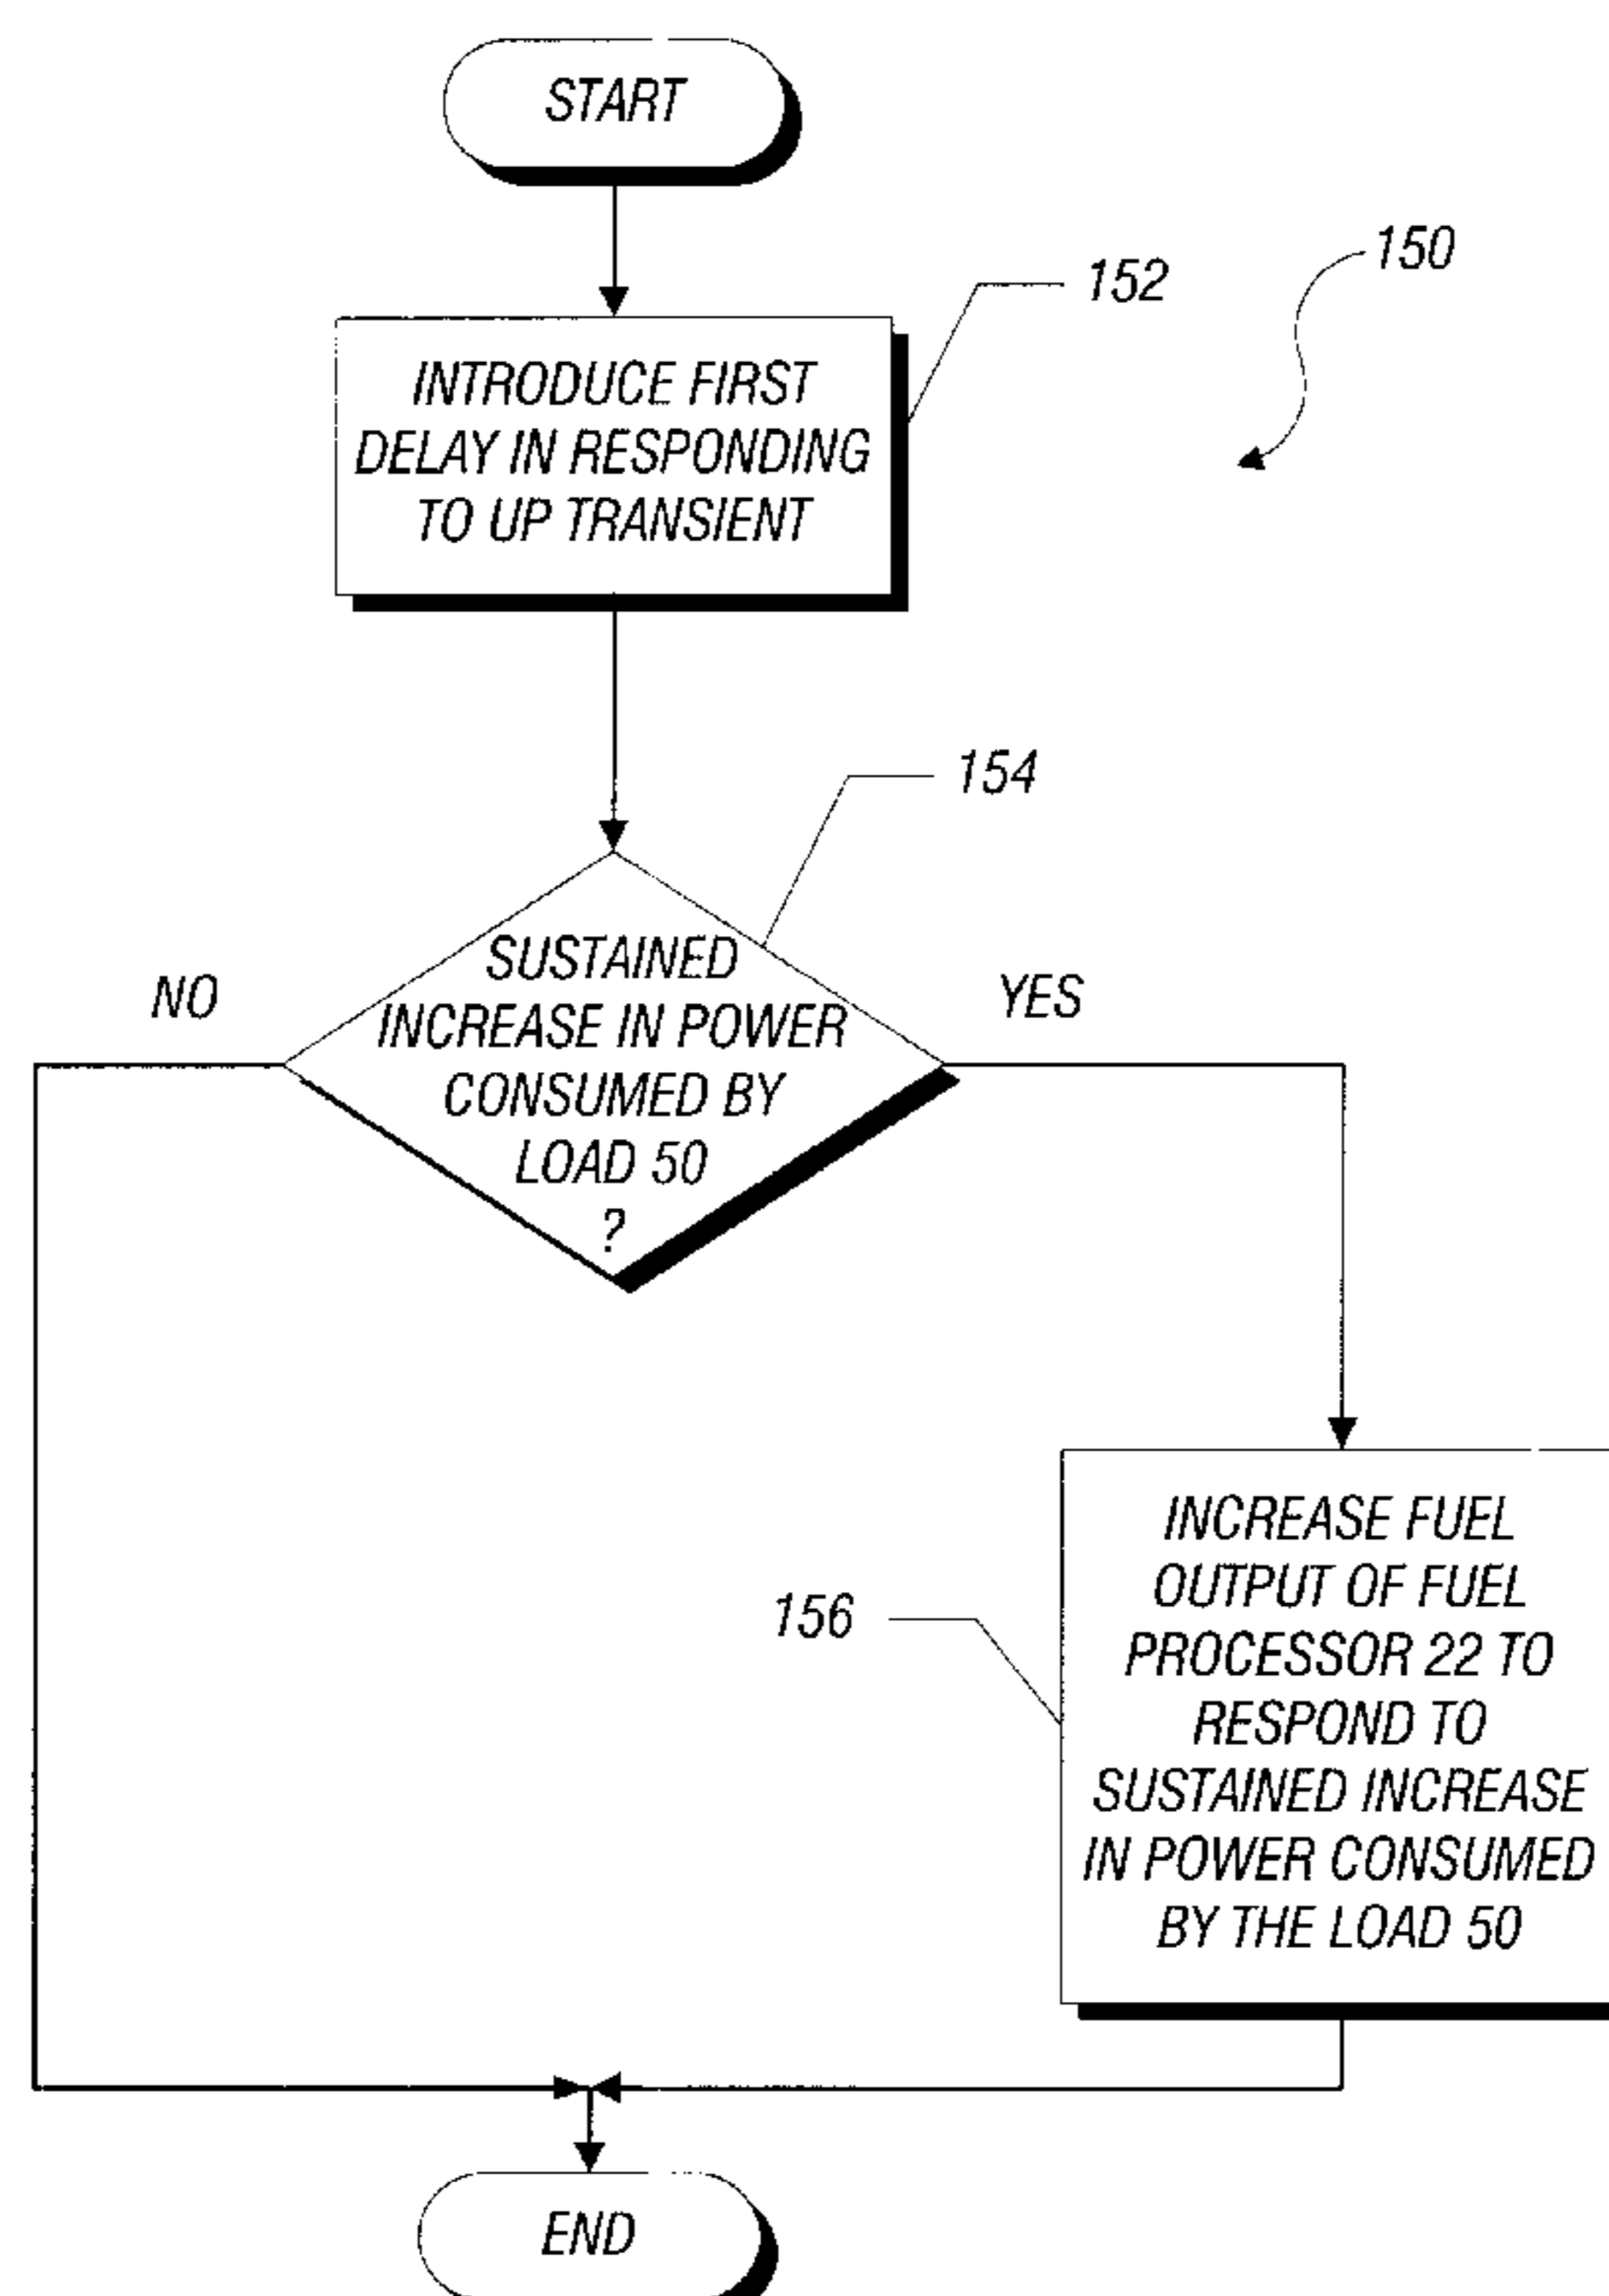 START
150
152
INTRODUCE FIRST
DELAY IN RESPONDING
TO UP TRANSIENT
154
SUSTAINED
INCREASE IN POWER
CONSUMED BY
LOAD 50
?
NO
YES
156
INCREASE FUEL
OUTPUT OF FUEL
PROCESSOR 22 TO
RESPOND TO
SUSTAINED INCREASE
IN POWER CONSUMED
BY THE LOAD 50
END